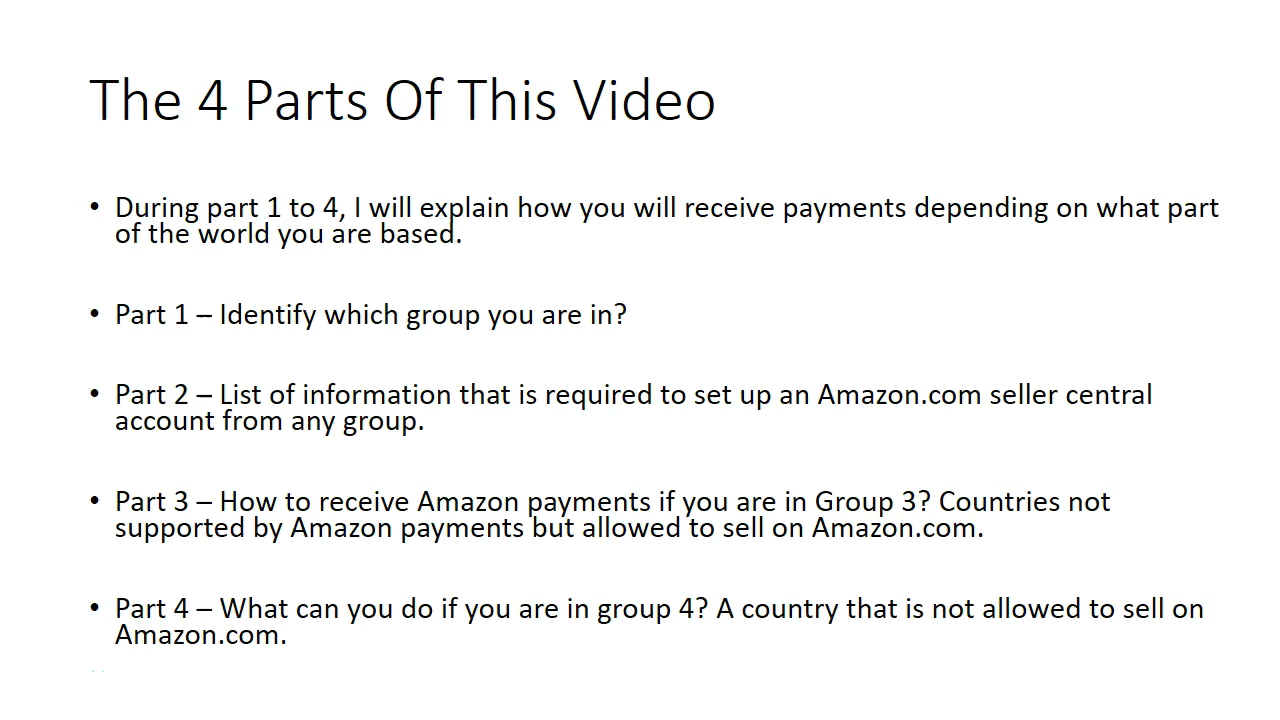 The 4 Parts Of This Video
• During part 1 to 4, I will explain how you will receive payments depending on what part
of the world you are based.
• Part 1 – Identify which group you are in?
• Part 2 – List of information that is required to set up an Amazon.com seller central
account from any group.
• Part 3 – How to receive Amazon payments if you are in Group 3? Countries not
supported by Amazon payments but allowed to sell on Amazon.com.
• Part 4 – What can you do if you are in group 4? A country that is not allowed to sell on
Amazon.com.